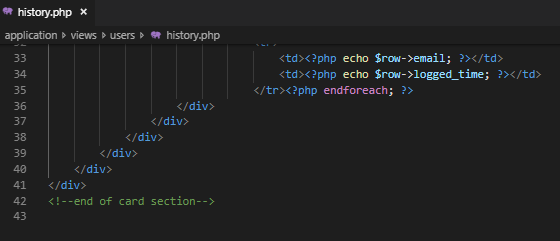 history.php ×
application > views > users > history.php
33 <td><?php echo $row->email; ?></td>
34 <td><?php echo $row->logged_time; ?></td>
35 </tr><?php endforeach; ?>
36 </div>
37 </div>
38 </div>
39 </div>
40 </div>
41 </div>
42 <!--end of card section-->
43